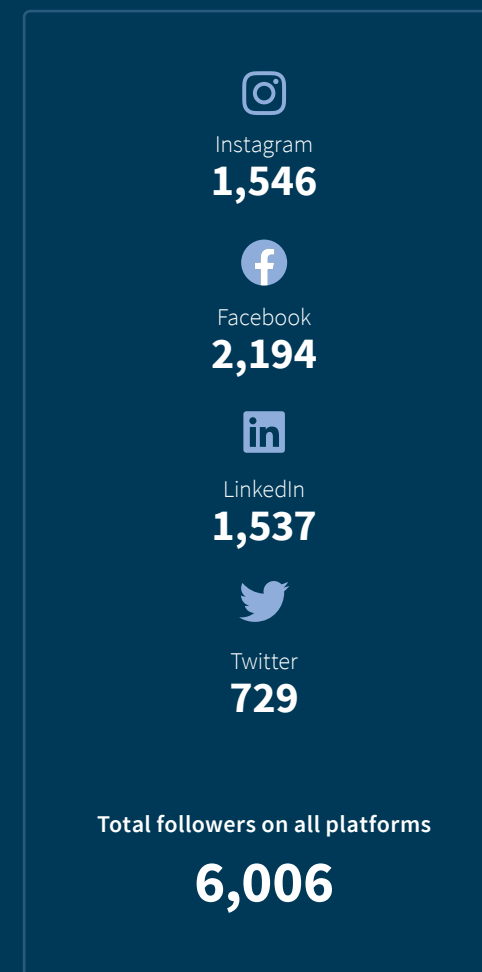 Instagram
1,546
Facebook
2,194
LinkedIn
1,537
Twitter
729
Total followers on all platforms
6,006